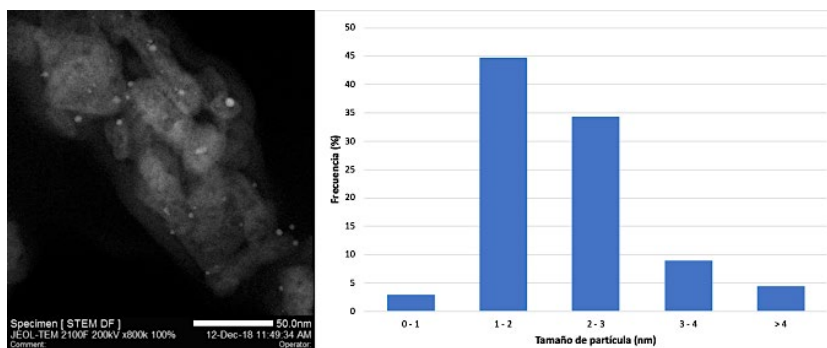 Specimen [ STEM DF ] 50.0nm
JEOL-TEM 2100F 200kV x800k 100% 12-Dec-18 11:49:34 AM
Comment: Operator:
50
45
40
35
30
25
20
15
10
5
0
Frecuencia (%)
0 - 1 1 - 2 2 - 3 3 - 4 > 4
Tamaño de partícula (nm)